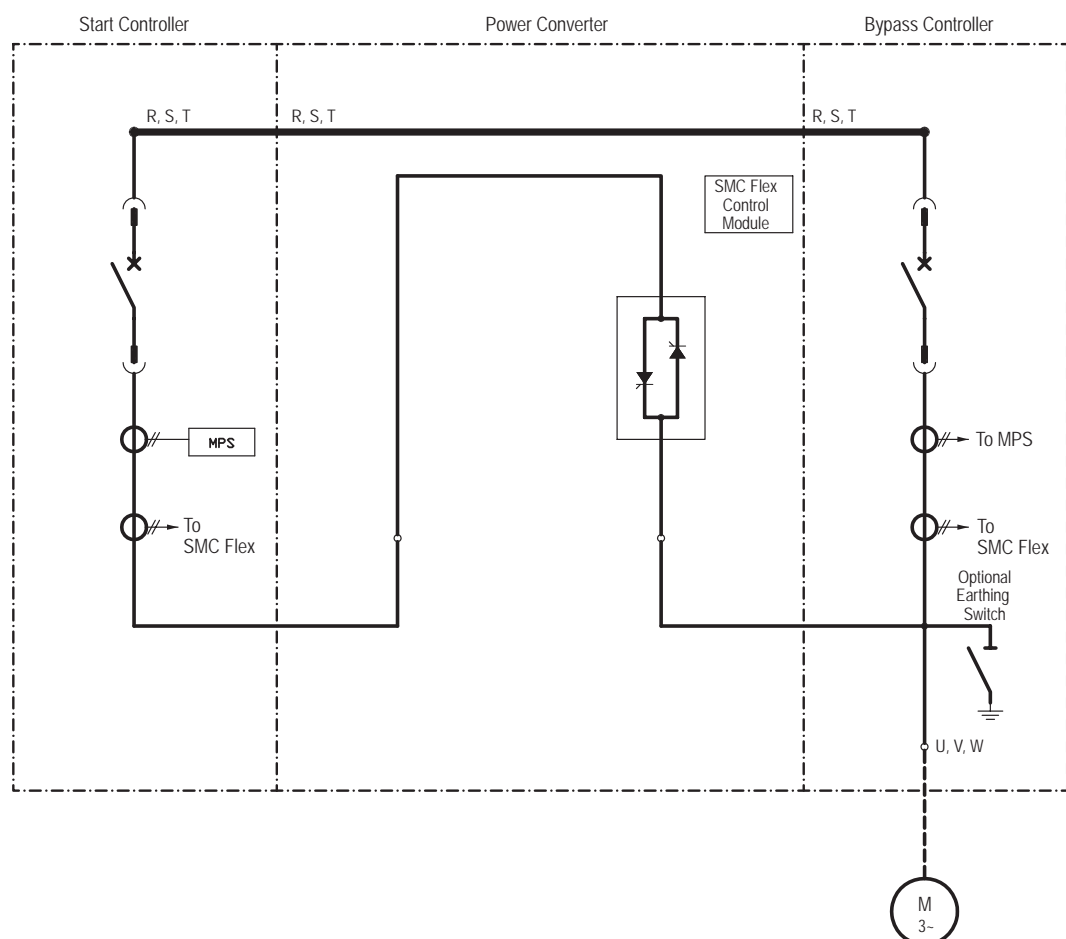 Start Controller
Power Converter
Bypass Controller
R, S, T
R, S, T
R, S, T
SMC Flex
Control
Module
MPS
To MPS
To
SMC Flex
To
SMC Flex
Optional
Earthing
Switch
U, V, W
M
3~